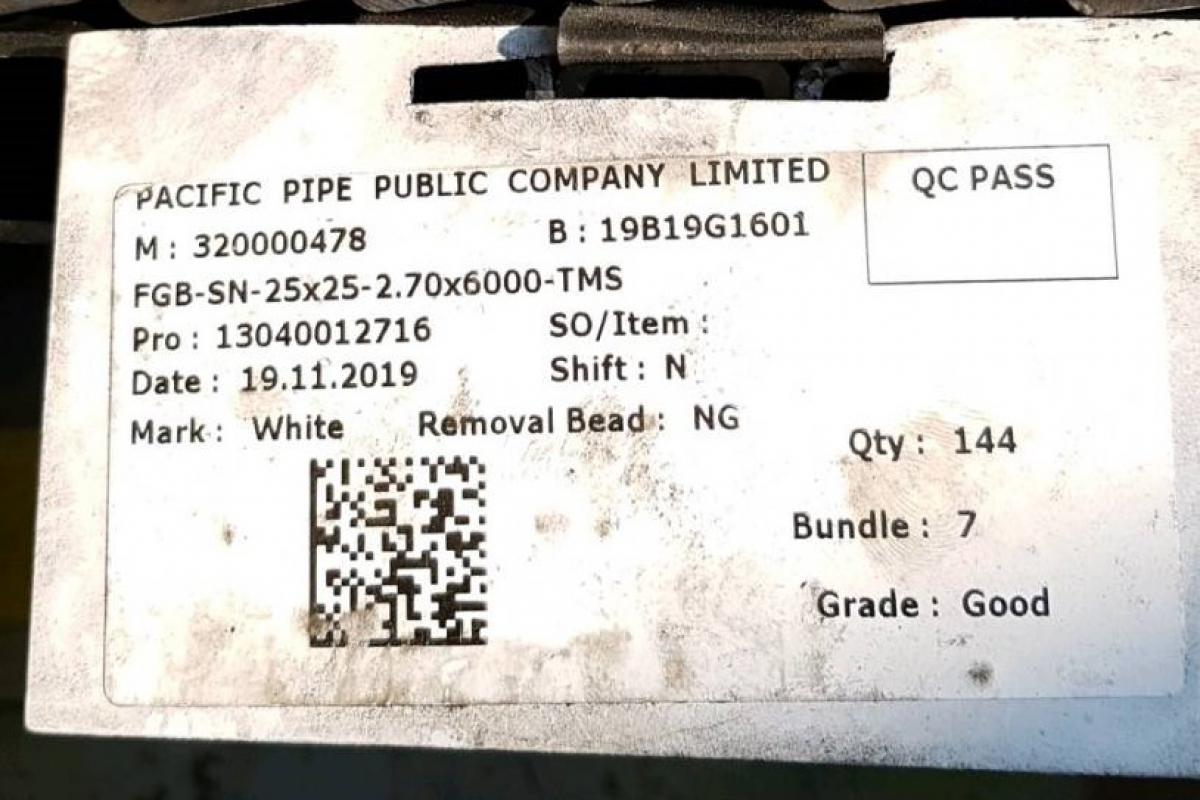 PACIFIC PIPE PUBLIC COMPANY LIMITED
QC PASS
M : 320000478 B : 19B19G1601
FGB-SN-25x25-2.70x6000-TMS
Pro : 13040012716 SO/Item :
Date : 19.11.2019 Shift : N
Mark : White Removal Bead : NG
Qty : 144
Bundle : 7
Grade : Good